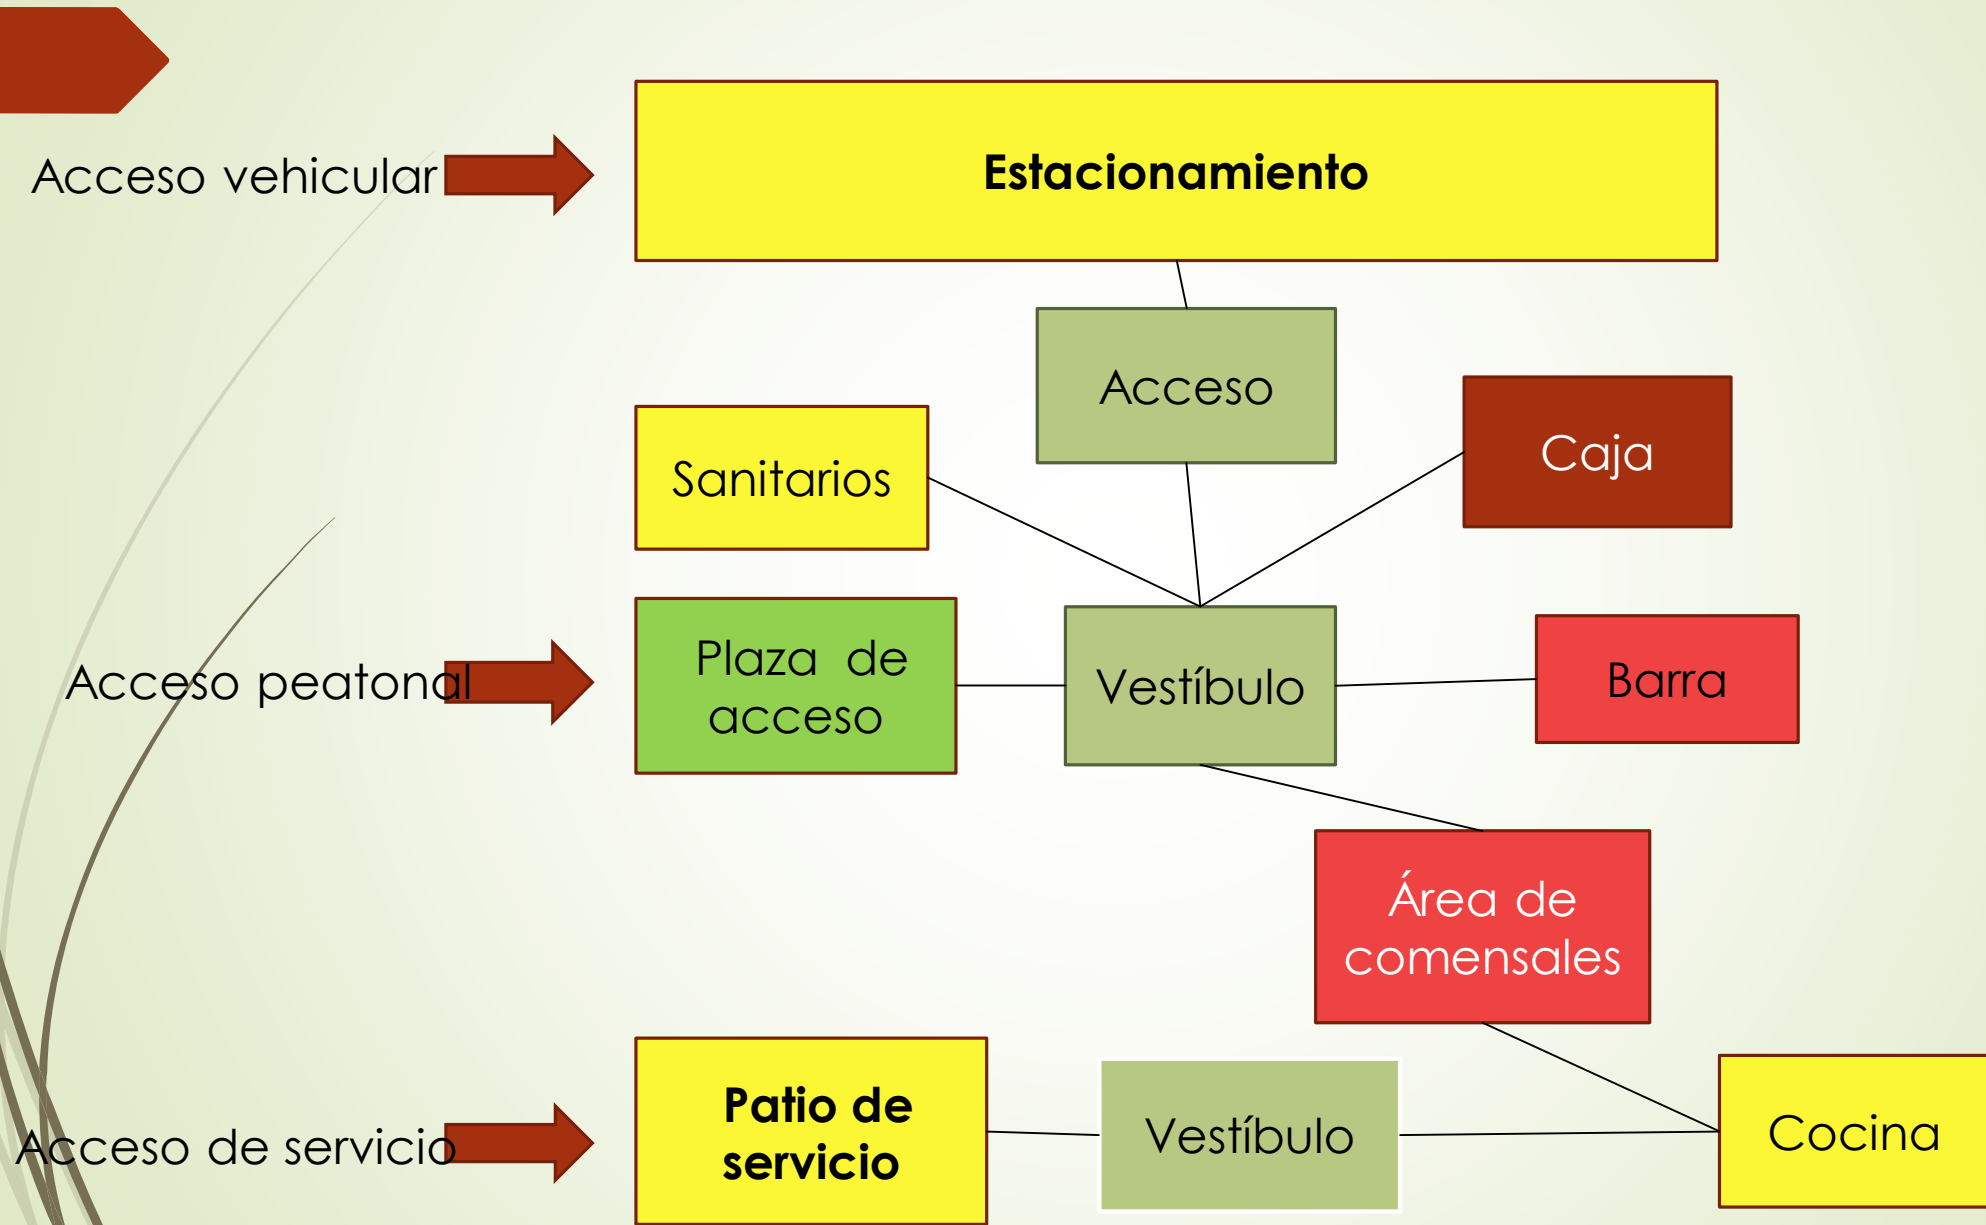 Acceso vehicular
Estacionamiento
Acceso
Caja
Sanitarios
Acceso peatonal
Plaza  de
acceso
Vestíbulo
Barra
Área de
comensales
Acceso de servicio
Patio de
servicio
Vestíbulo
Cocina